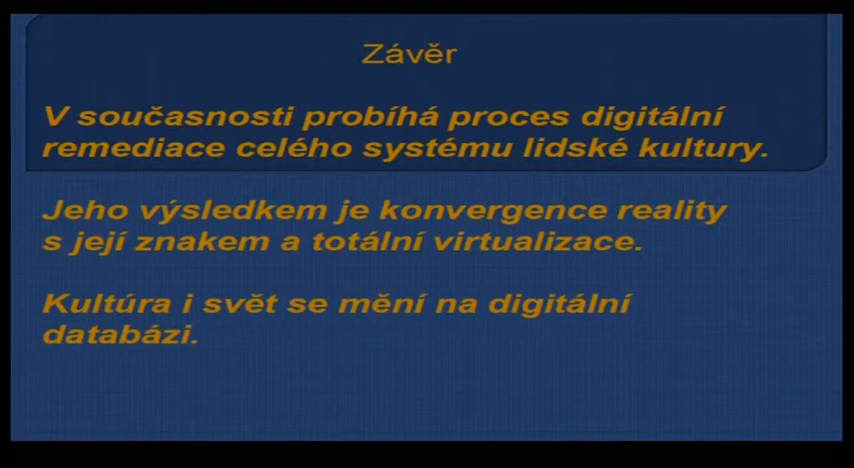 Závěr
V současnosti probíhá proces digitální
remediace celého systému lidské kultury.
Jeho výsledkem je konvergence reality
s její znakem a totální virtualizace.
Kultúra i svět se mění na digitální
databázi.